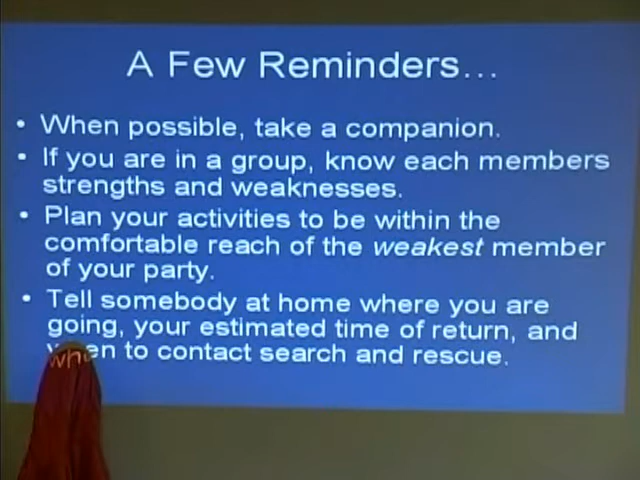 A Few Reminders...
• When possible, take a companion.
• If you are in a group, know each members
strengths and weaknesses.
• Plan your activities to be within the
comfortable reach of the weakest member
of your party.
• Tell somebody at home where you are
going, your estimated time of return, and
when to contact search and rescue.